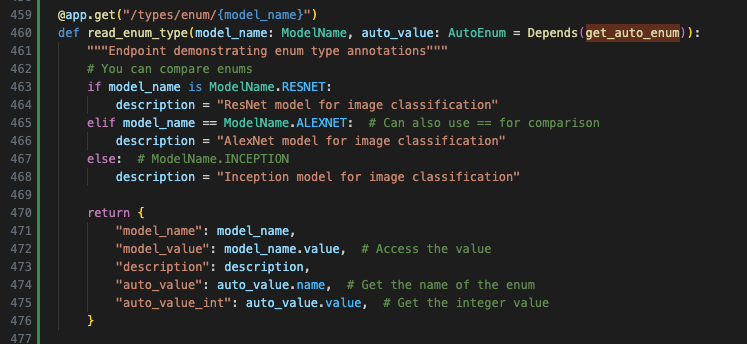 459 @app.get("/types/enum/{model_name}")
460 def read_enum_type(model_name: ModelName, auto_value: AutoEnum = Depends(get_auto_enum)):
461     """Endpoint demonstrating enum type annotations"""
462     # You can compare enums
463     if model_name is ModelName.RESNET:
464         description = "ResNet model for image classification"
465     elif model_name == ModelName.ALEXNET:  # Can also use == for comparison
466         description = "AlexNet model for image classification"
467     else:  # ModelName.INCEPTION
468         description = "Inception model for image classification"
469
470     return {
471         "model_name": model_name,
472         "model_value": model_name.value,  # Access the value
473         "description": description,
474         "auto_value": auto_value.name,  # Get the name of the enum
475         "auto_value_int": auto_value.value,  # Get the integer value
476     }
477